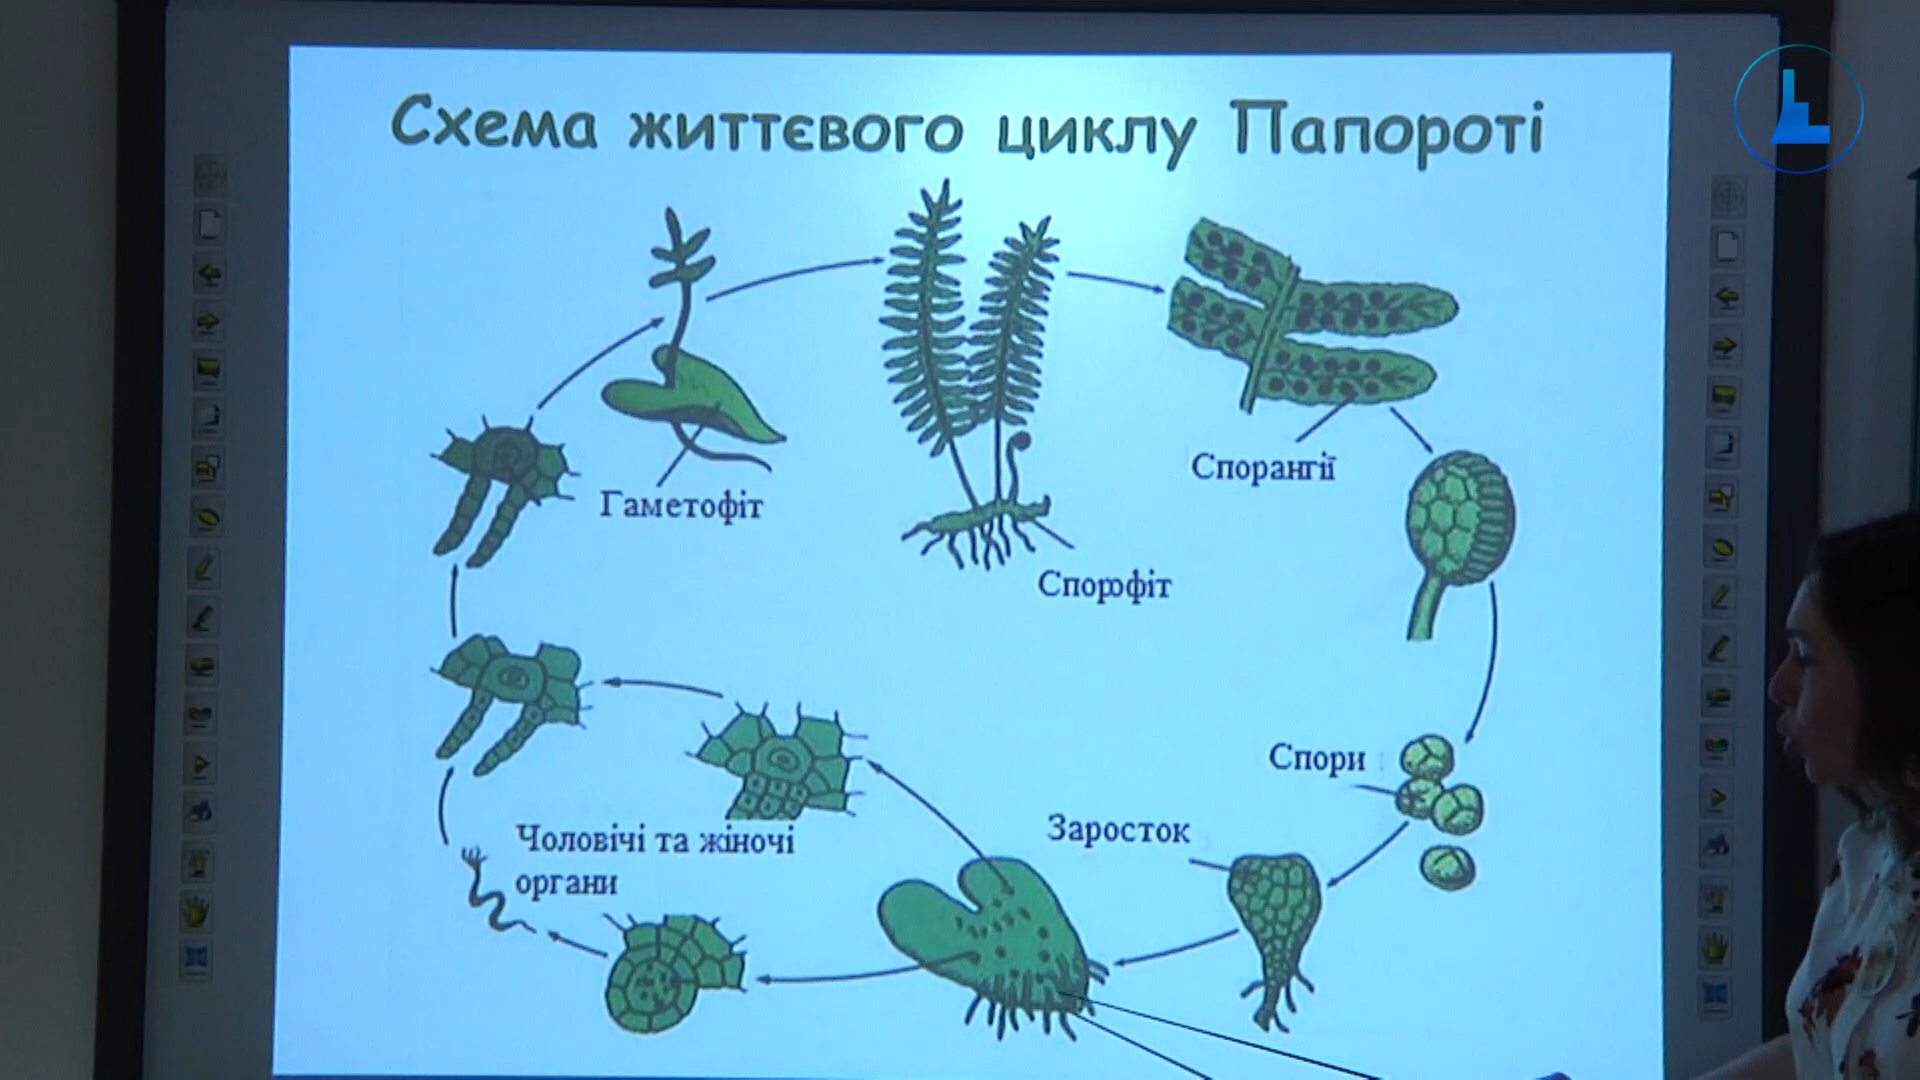 Схема життєвого циклу Папороті
Гаметофіт
Спорангії
Спорофіт
Спори
Заросток
Чоловічі та жіночі
органи